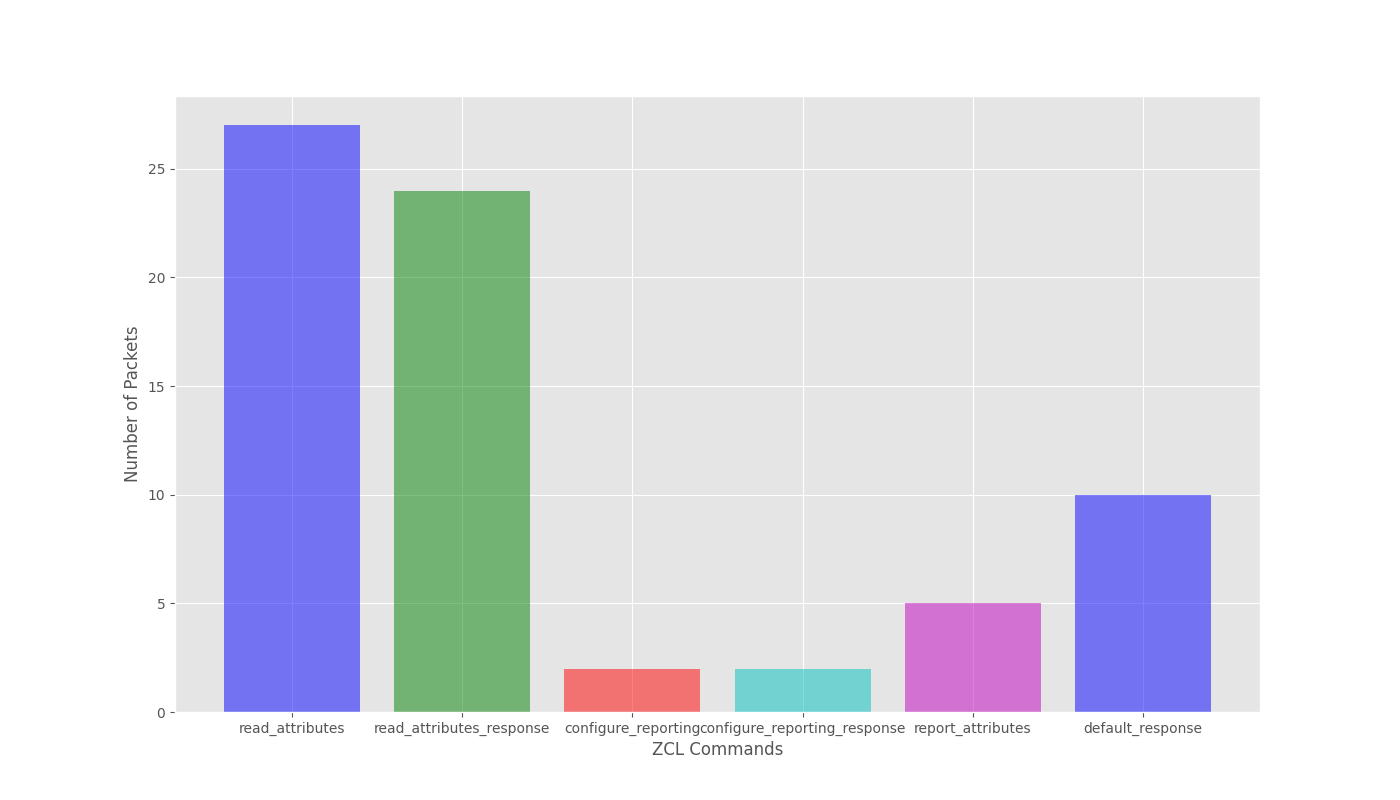 25
20
15
10
5
0
Number of Packets
read_attributes read_attributes_response configure_reporting configure_reporting_response report_attributes default_response
ZCL Commands